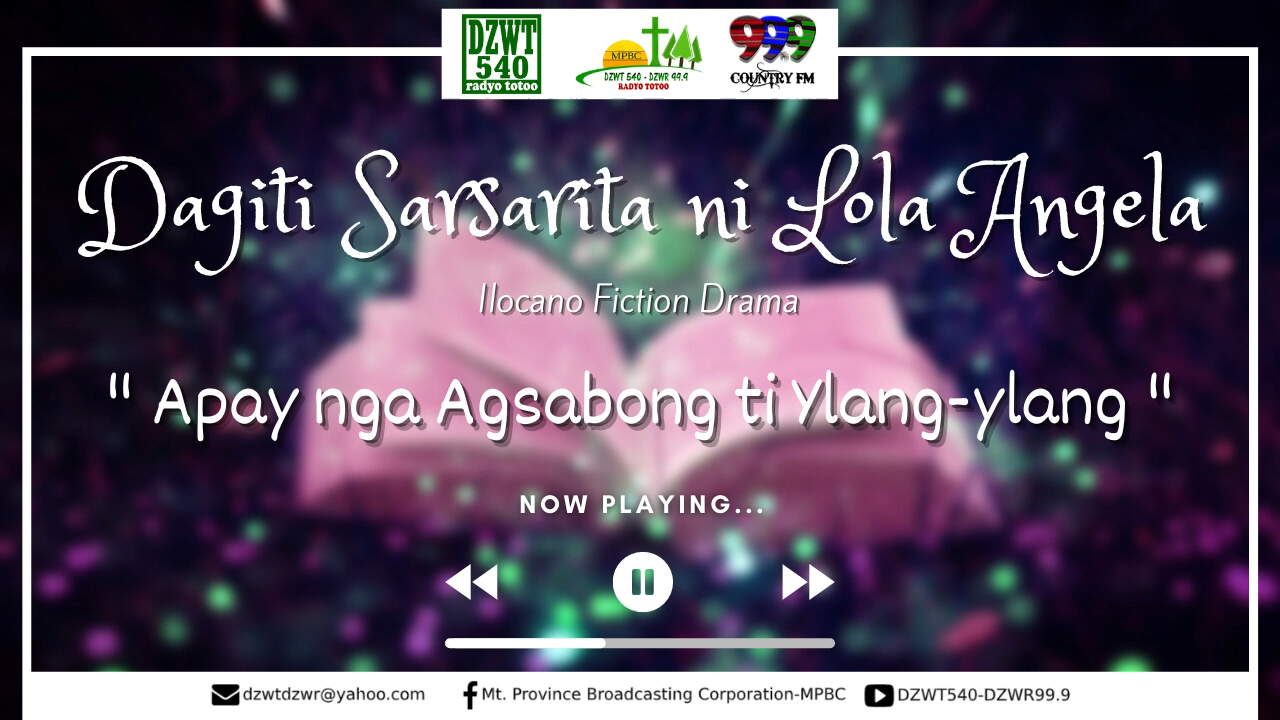 DZWT
540
radyo totoo
MPBC
DZWT 540 - DZWR 99.9
RADYO TOTOO
99.9
COUNTRY FM
Dagiti Sarsarita ni Lola Angela
Ilocano Fiction Drama
" Apay nga Agsabong ti Ylang-ylang "
NOW PLAYING...
dzwtdzwr@yahoo.com
Mt. Province Broadcasting Corporation-MPBC
DZWT540-DZWR99.9